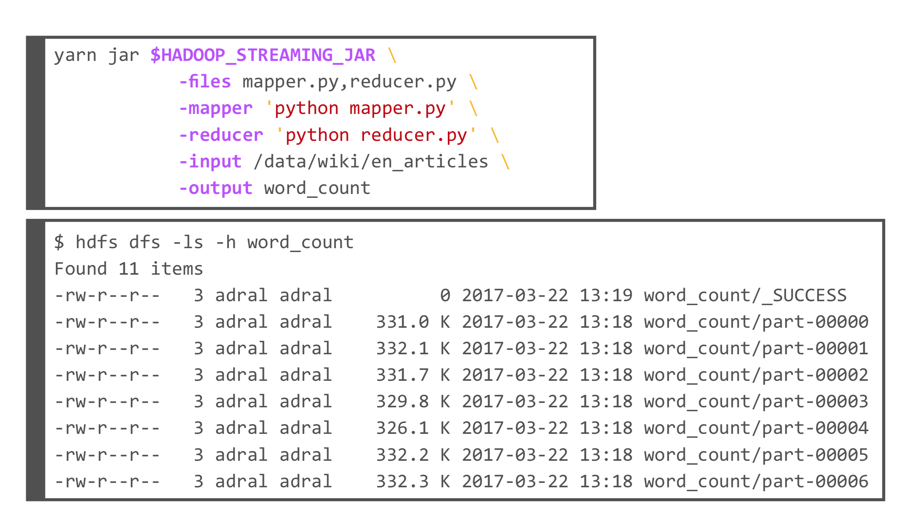 yarn jar $HADOOP_STREAMING_JAR \
-files mapper.py,reducer.py \
-mapper 'python mapper.py' \
-reducer 'python reducer.py' \
-input /data/wiki/en_articles \
-output word_count
$ hdfs dfs -ls -h word_count
Found 11 items
-rw-r--r-- 3 adral adral 0 2017-03-22 13:19 word_count/_SUCCESS
-rw-r--r-- 3 adral adral 331.0 K 2017-03-22 13:18 word_count/part-00000
-rw-r--r-- 3 adral adral 332.1 K 2017-03-22 13:18 word_count/part-00001
-rw-r--r-- 3 adral adral 331.7 K 2017-03-22 13:18 word_count/part-00002
-rw-r--r-- 3 adral adral 329.8 K 2017-03-22 13:18 word_count/part-00003
-rw-r--r-- 3 adral adral 326.1 K 2017-03-22 13:18 word_count/part-00004
-rw-r--r-- 3 adral adral 332.2 K 2017-03-22 13:18 word_count/part-00005
-rw-r--r-- 3 adral adral 332.3 K 2017-03-22 13:18 word_count/part-00006